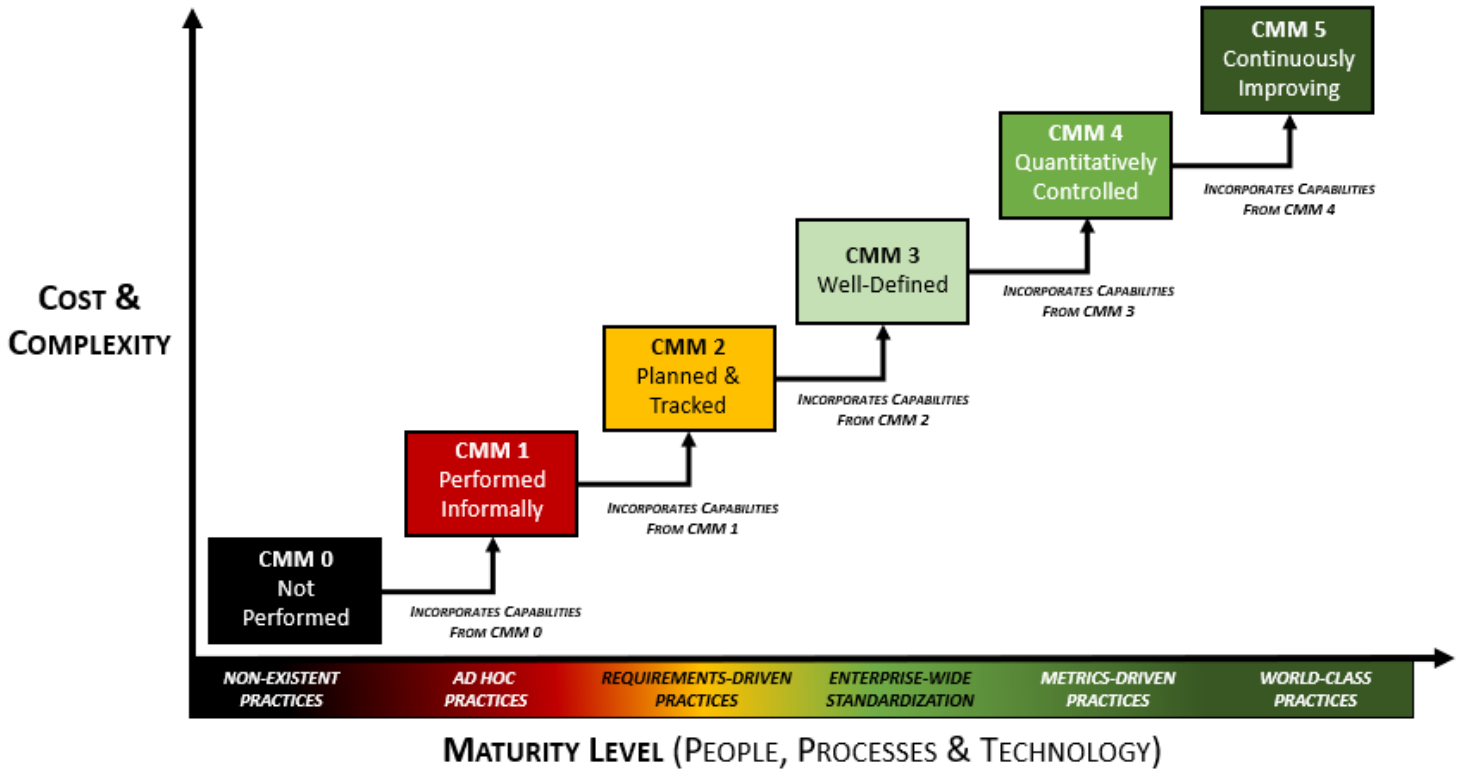 CMM 5
Continuously
Improving
CMM 4
Quantitatively
Controlled
INCORPORATES CAPABILITIES
FROM CMM 4
CMM 3
Well-Defined
INCORPORATES CAPABILITIES
FROM CMM 3
COST &
COMPLEXITY
CMM 2
Planned &
Tracked
INCORPORATES CAPABILITIES
FROM CMM 2
CMM 1
Performed
Informally
INCORPORATES CAPABILITIES
FROM CMM 1
CMM 0
Not
Performed
INCORPORATES CAPABILITIES
FROM CMM 0
NON-EXISTENT
PRACTICES
AD HOC
PRACTICES
REQUIREMENTS-DRIVEN
PRACTICES
ENTERPRISE-WIDE
STANDARDIZATION
METRICS-DRIVEN
PRACTICES
WORLD-CLASS
PRACTICES
MATURITY LEVEL (PEOPLE, PROCESSES & TECHNOLOGY)